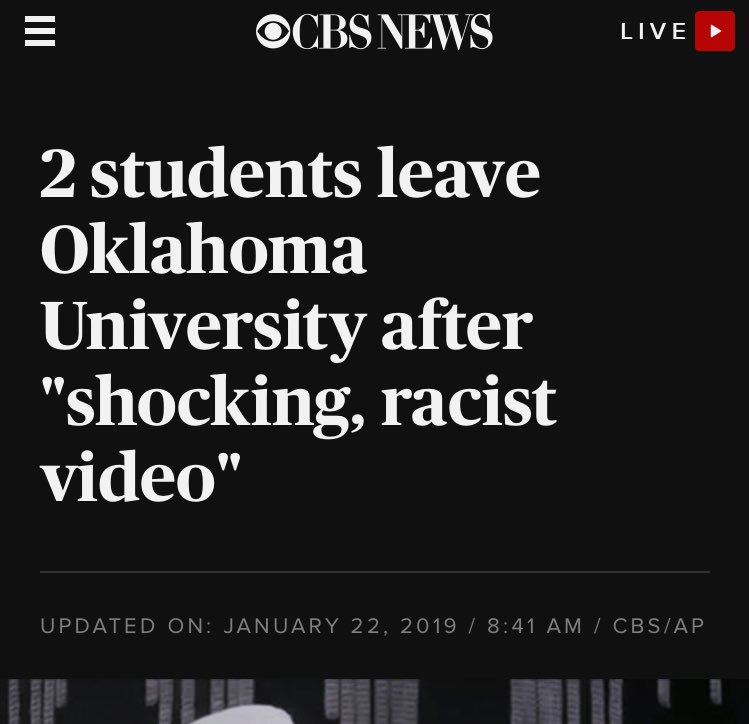 CBS NEWS
LIVE
2 students leave
Oklahoma
University after
"shocking, racist
video"
UPDATED ON: JANUARY 22, 2019 / 8:41 AM / CBS/AP